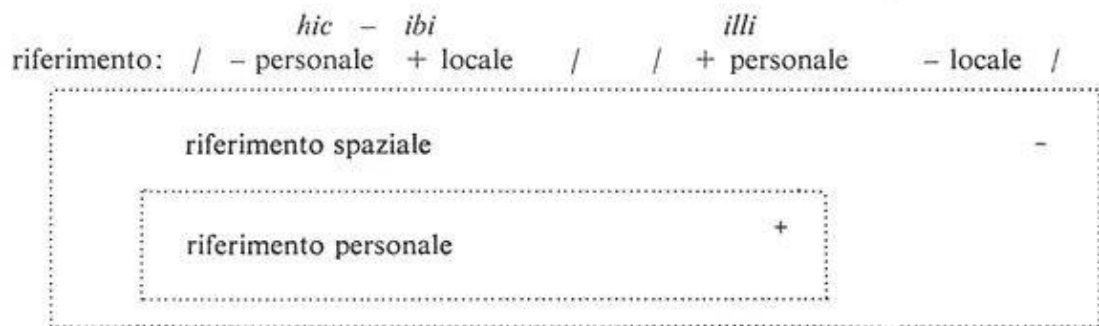 hic – ibi illi
riferimento: / – personale + locale / / + personale – locale /
riferimento spaziale –
riferimento personale +